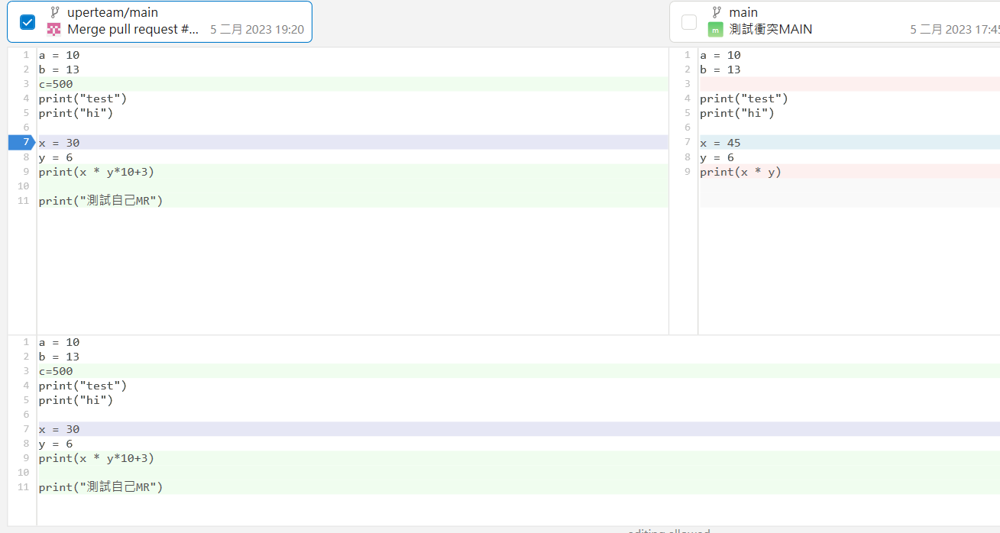 uperteam/main
Merge pull request #... 5 二月 2023 19:20
main
m 測試衝突MAIN 5 二月 2023 17:45
1 a = 10
2 b = 13
3 c=500
4 print("test")
5 print("hi")
6
7 x = 30
8 y = 6
9 print(x * y*10+3)
10
11 print("測試自己MR")
1 a = 10
2 b = 13
3
4 print("test")
5 print("hi")
6
7 x = 45
8 y = 6
9 print(x * y)
1 a = 10
2 b = 13
3 c=500
4 print("test")
5 print("hi")
6
7 x = 30
8 y = 6
9 print(x * y*10+3)
10
11 print("測試自己MR")
editing allowed